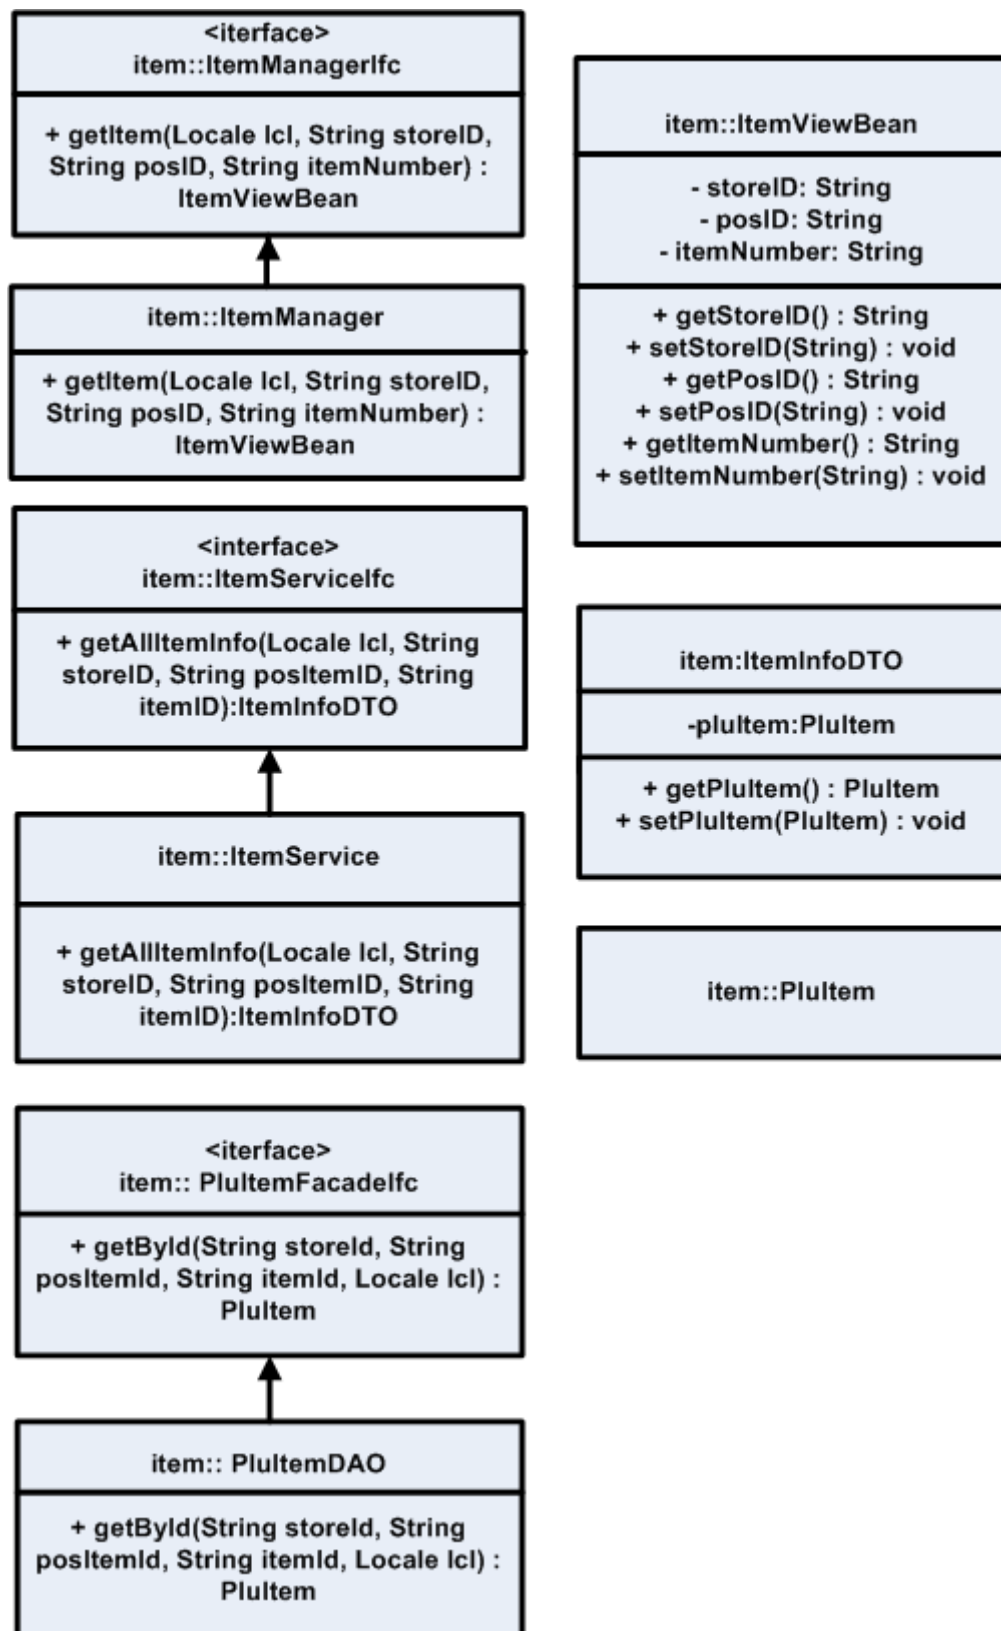 <iterface>
item::ItemManagerIfc
+ getItem(Locale lcl, String storeID,
String posID, String itemNumber) :
ItemViewBean
item::ItemManager
+ getItem(Locale lcl, String storeID,
String posID, String itemNumber) :
ItemViewBean
<interface>
item::ItemServiceIfc
+ getAllItemInfo(Locale lcl, String
storeID, String posItemID, String
itemID):ItemInfoDTO
item::ItemService
+ getAllItemInfo(Locale lcl, String
storeID, String posItemID, String
itemID):ItemInfoDTO
<iterface>
item:: PluItemFacadeIfc
+ getById(String storeId, String
posItemId, String itemId, Locale lcl) :
PluItem
item:: PluItemDAO
+ getById(String storeId, String
posItemId, String itemId, Locale lcl) :
PluItem
item::ItemViewBean
- storeID: String
- posID: String
- itemNumber: String
+ getStoreID() : String
+ setStoreID(String) : void
+ getPosID() : String
+ setPosID(String) : void
+ getItemNumber() : String
+ setItemNumber(String) : void
item:ItemInfoDTO
-pluItem:PluItem
+ getPluItem() : PluItem
+ setPluItem(PluItem) : void
item::PluItem